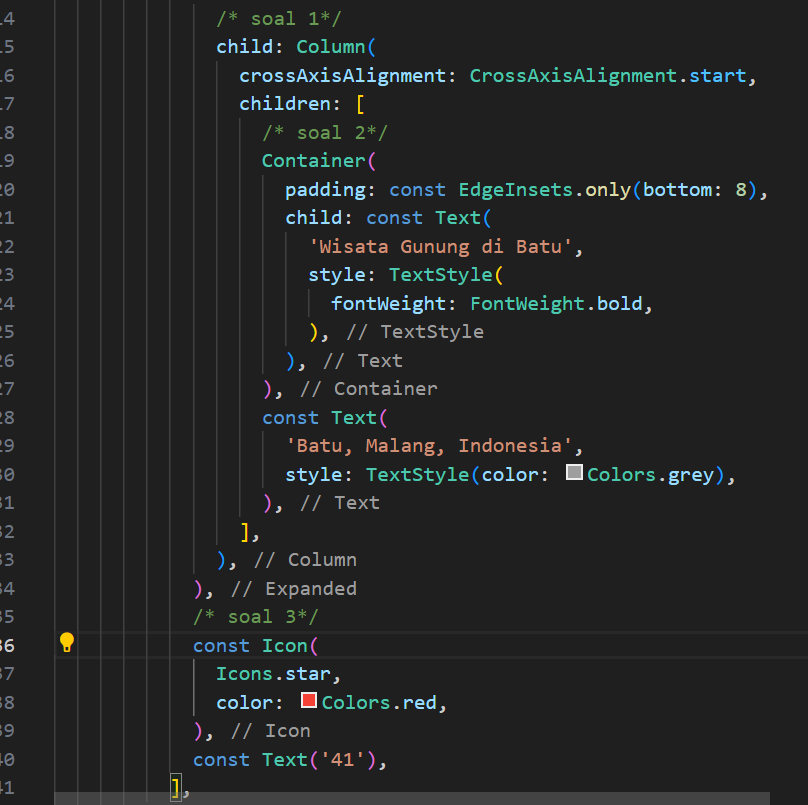 14 /* soal 1*/
15 child: Column(
16 crossAxisAlignment: CrossAxisAlignment.start,
17 children: [
18 /* soal 2*/
19 Container(
20 padding: const EdgeInsets.only(bottom: 8),
21 child: const Text(
22 'Wisata Gunung di Batu',
23 style: TextStyle(
24 fontWeight: FontWeight.bold,
25 ), // TextStyle
26 ), // Text
27 ), // Container
28 const Text(
29 'Batu, Malang, Indonesia',
30 style: TextStyle(color: Colors.grey),
31 ), // Text
32 ],
33 ), // Column
34 ), // Expanded
35 /* soal 3*/
36 const Icon(
37 Icons.star,
38 color: Colors.red,
39 ), // Icon
40 const Text('41'),
41 ],